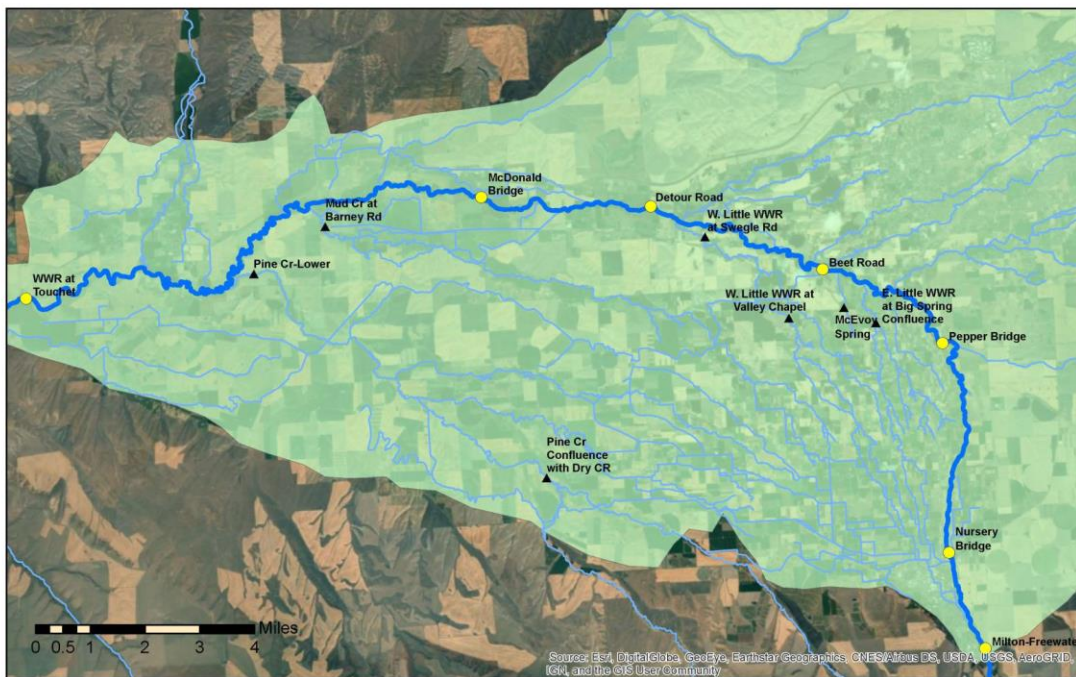 McDonald
Bridge
Mud Cr at
Barney Rd
Detour Road
W. Little WWR
at Swegle Rd
Pine Cr-Lower
WWR at
Touchet
Beet Road
W. Little WWR at
Valley Chapel
E. Little WWR
at Big Spring
Confluence
McEvoy
Spring
Pepper Bridge
Pine Cr
Confluence
with Dry CR
Nursery
Bridge
Miles
0 0.5 1 2 3 4
Milton-Freewate
Source: Esri, DigitalGlobe, GeoEye, Earthstar Geographics, CNES/Airbus DS, USDA, USGS, AeroGRID,
IGN, and the GIS User Community